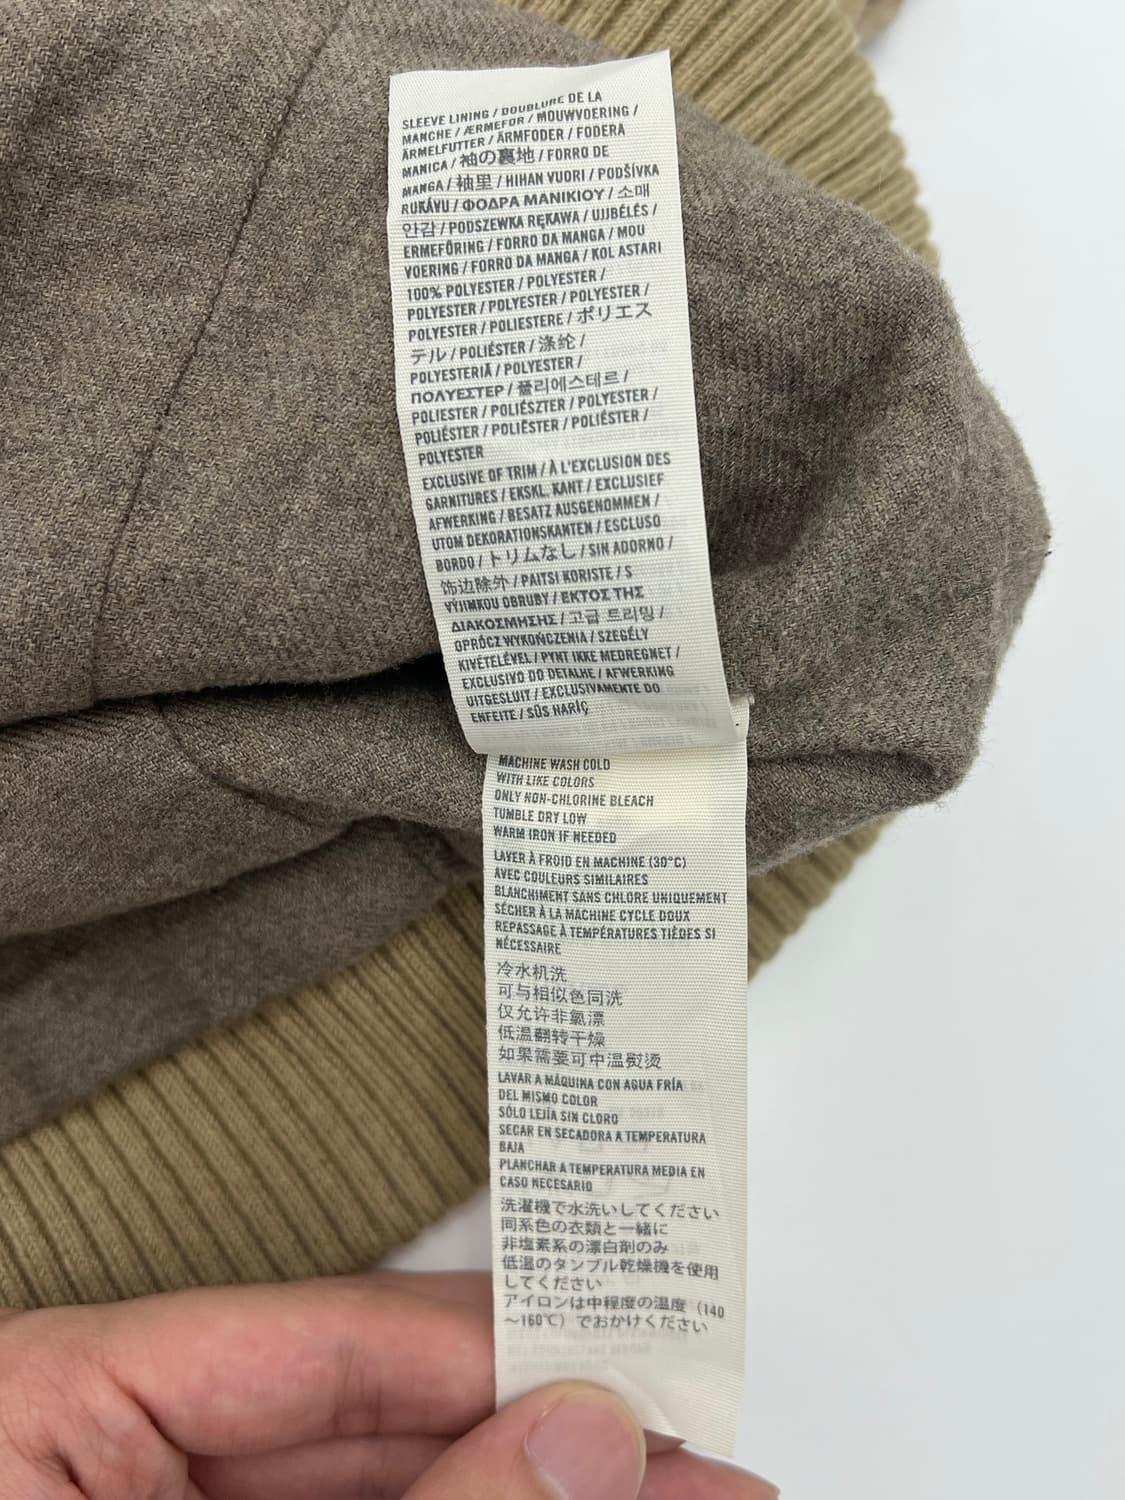 SLEEVE LINING / DOUBLURE DE LA
MANCHE / ÆRMEFOR / MOUWVOERING /
ÄRMELFUTTER / ÄRMFODER / FODERA
MANICA / 袖の裏地 / FORRO DE
MANGA / 袖里 / HIHAN VUORI / PODŠÍVKA
RUKÁVU / ΦΟΔΡΑ ΜΑΝΙΚΙΟΥ / 소매
안감 / PODSZEWKA RĘKAWA / UJJBÉLÉS /
ERMEFÔRING / FORRO DA MANGA / MOU
VOERING / FORRO DA MANGA / KOL ASTARI
100% POLYESTER / POLYESTER /
POLYESTER / POLYESTER / POLYESTER /
POLYESTER / POLIESTERE / ポリエス
テル / POLIÉSTER / 涤纶 /
POLYESTERIÄ / POLYESTER /
ΠΟΛΥΕΣΤΕΡ / 폴리에스테르 /
POLIESTER / POLIÉSZTER / POLYESTER /
POLIÉSTER / POLIËSTER / POLIÉSTER /
POLYESTER
EXCLUSIVE OF TRIM / À L'EXCLUSION DES
GARNITURES / EKSKL. KANT / EXCLUSIEF
AFWERKING / BESATZ AUSGENOMMEN /
UTOM DEKORATIONSKANTEN / ESCLUSO
BORDO / トリムなし / SIN ADORNO /
饰边除外 / PAITSI KORISTE / S
VÝJIMKOU OBRUBY / ΕΚΤΟΣ ΤΗΣ
ΔΙΑΚΟΣΜΗΣΗΣ / 고급 트리밍 /
OPRÓCZ WYKOŃCZENIA / SZEGÉLY
KIVÉTELÉVEL / PYNT IKKE MEDREGNET /
EXCLUSIVO DO DETALHE / AFWERKING
UITGESLUIT / EXCLUSIVAMENTE DO
ENFEITE / SÜS HARİÇ
MACHINE WASH COLD
WITH LIKE COLORS
ONLY NON-CHLORINE BLEACH
TUMBLE DRY LOW
WARM IRON IF NEEDED
LAVER À FROID EN MACHINE (30°C)
AVEC COULEURS SIMILAIRES
BLANCHIMENT SANS CHLORE UNIQUEMENT
SÉCHER À LA MACHINE CYCLE DOUX
REPASSAGE À TEMPÉRATURES TIÈDES SI
NÉCESSAIRE
冷水机洗
可与相似色同洗
仅允许非氯漂
低温翻转干燥
如果需要可中温熨烫
LAVAR A MÁQUINA CON AGUA FRÍA
DEL MISMO COLOR
SÓLO LEJÍA SIN CLORO
SECAR EN SECADORA A TEMPERATURA
BAJA
PLANCHAR A TEMPERATURA MEDIA EN
CASO NECESARIO
洗濯機で水洗いしてください
同系色の衣類と一緒に
非塩素系の漂白剤のみ
低温のタンブル乾燥機を使用
してください
アイロンは中程度の温度（140
～160℃）でおかけください